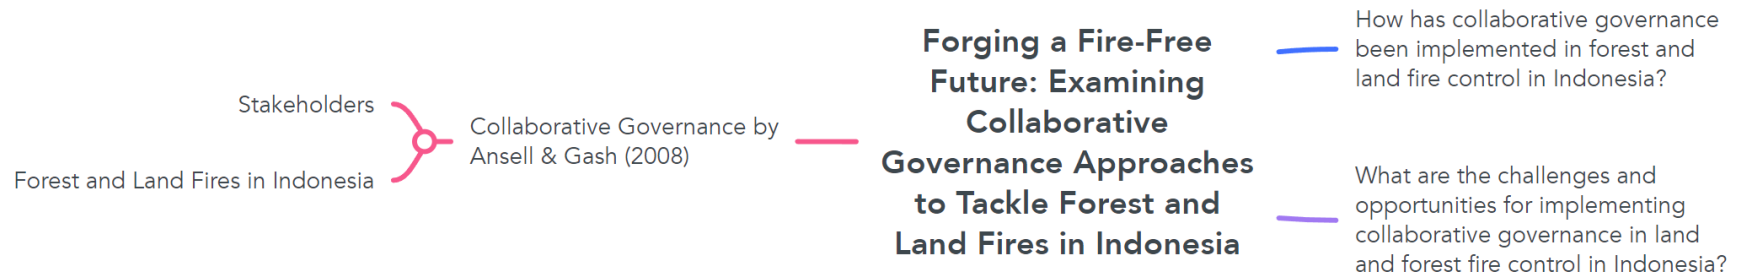 Stakeholders
Forest and Land Fires in Indonesia
Collaborative Governance by
Ansell & Gash (2008)
Forging a Fire-Free
Future: Examining
Collaborative
Governance Approaches
to Tackle Forest and
Land Fires in Indonesia
How has collaborative governance
been implemented in forest and
land fire control in Indonesia?
What are the challenges and
opportunities for implementing
collaborative governance in land
and forest fire control in Indonesia?